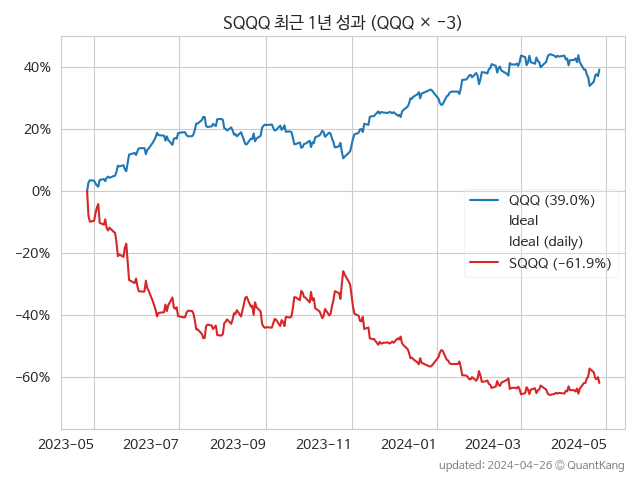 SQQQ 최근 1년 성과 (QQQ × −3)
40%
20%
0%
−20%
−40%
−60%
QQQ (39.0%)
Ideal
Ideal (daily)
SQQQ (−61.9%)
2023-05 2023-07 2023-09 2023-11 2024-01 2024-03 2024-05
updated: 2024-04-26 © QuantKang